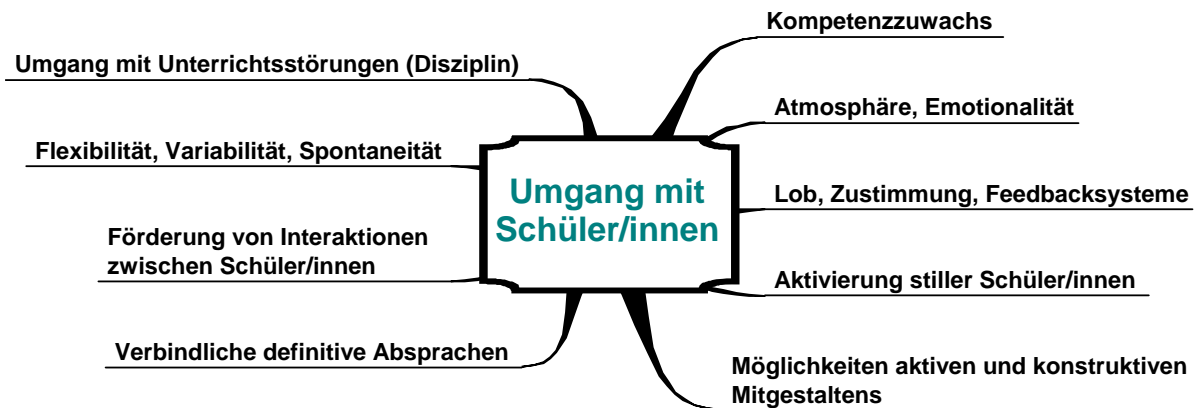 Kompetenzzuwachs
Umgang mit Unterrichtsstörungen (Disziplin)
Atmosphäre, Emotionalität
Flexibilität, Variabilität, Spontaneität
Umgang mit
Schüler/innen
Lob, Zustimmung, Feedbacksysteme
Förderung von Interaktionen
zwischen Schüler/innen
Aktivierung stiller Schüler/innen
Verbindliche definitive Absprachen
Möglichkeiten aktiven und konstruktiven
Mitgestaltens